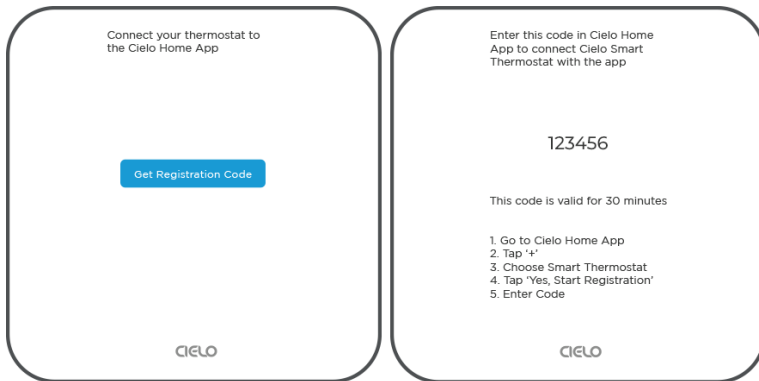 Connect your thermostat to
the Cielo Home App
Get Registration Code
CIELO
Enter this code in Cielo Home
App to connect Cielo Smart
Thermostat with the app
123456
This code is valid for 30 minutes
1. Go to Cielo Home App
2. Tap ‘+’
3. Choose Smart Thermostat
4. Tap ‘Yes, Start Registration’
5. Enter Code
CIELO